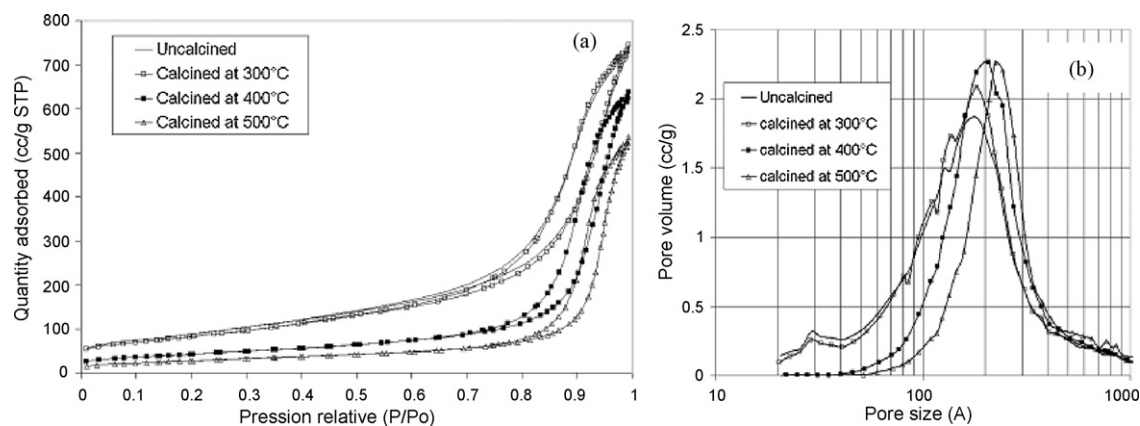 800
700
600
500
400
300
200
100
0
Quantity adsorbed (cc/g STP)
(a)
Uncalcined
Calcined at 300°C
Calcined at 400°C
Calcined at 500°C
0 0.1 0.2 0.3 0.4 0.5 0.6 0.7 0.8 0.9 1
Pression relative (P/Po)
2.5
2
1.5
1
0.5
0
Pore volume (cc/g)
(b)
Uncalcined
calcined at 300°C
calcined at 400°C
calcined at 500°C
10 100 1000
Pore size (A)